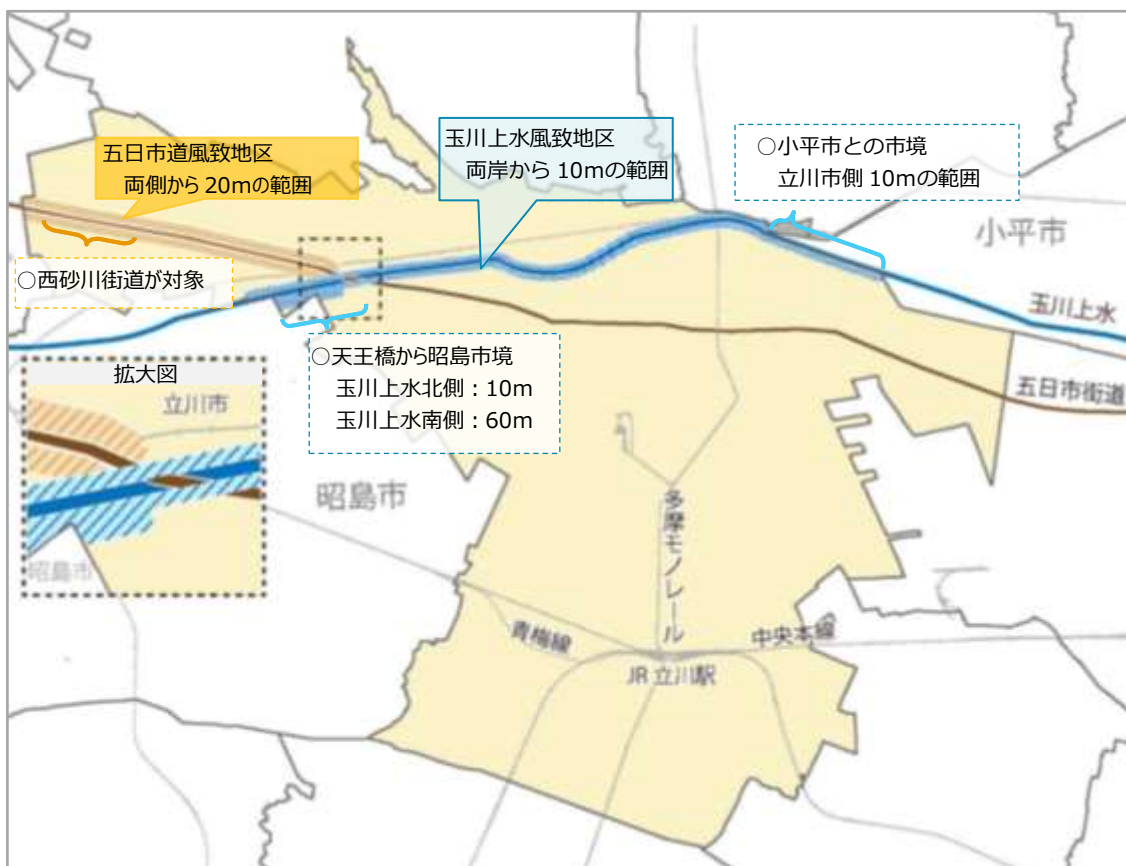 五日市道風致地区
両側から 20mの範囲
玉川上水風致地区
両岸から 10mの範囲
○小平市との市境
立川市側 10mの範囲
小平市
○西砂川街道が対象
玉川上水
○天王橋から昭島市境
玉川上水北側：10m
玉川上水南側：60m
五日市街道
拡大図
立川市
昭島市
昭島市
多摩モノレール
青梅線
中央本線
JR 立川駅